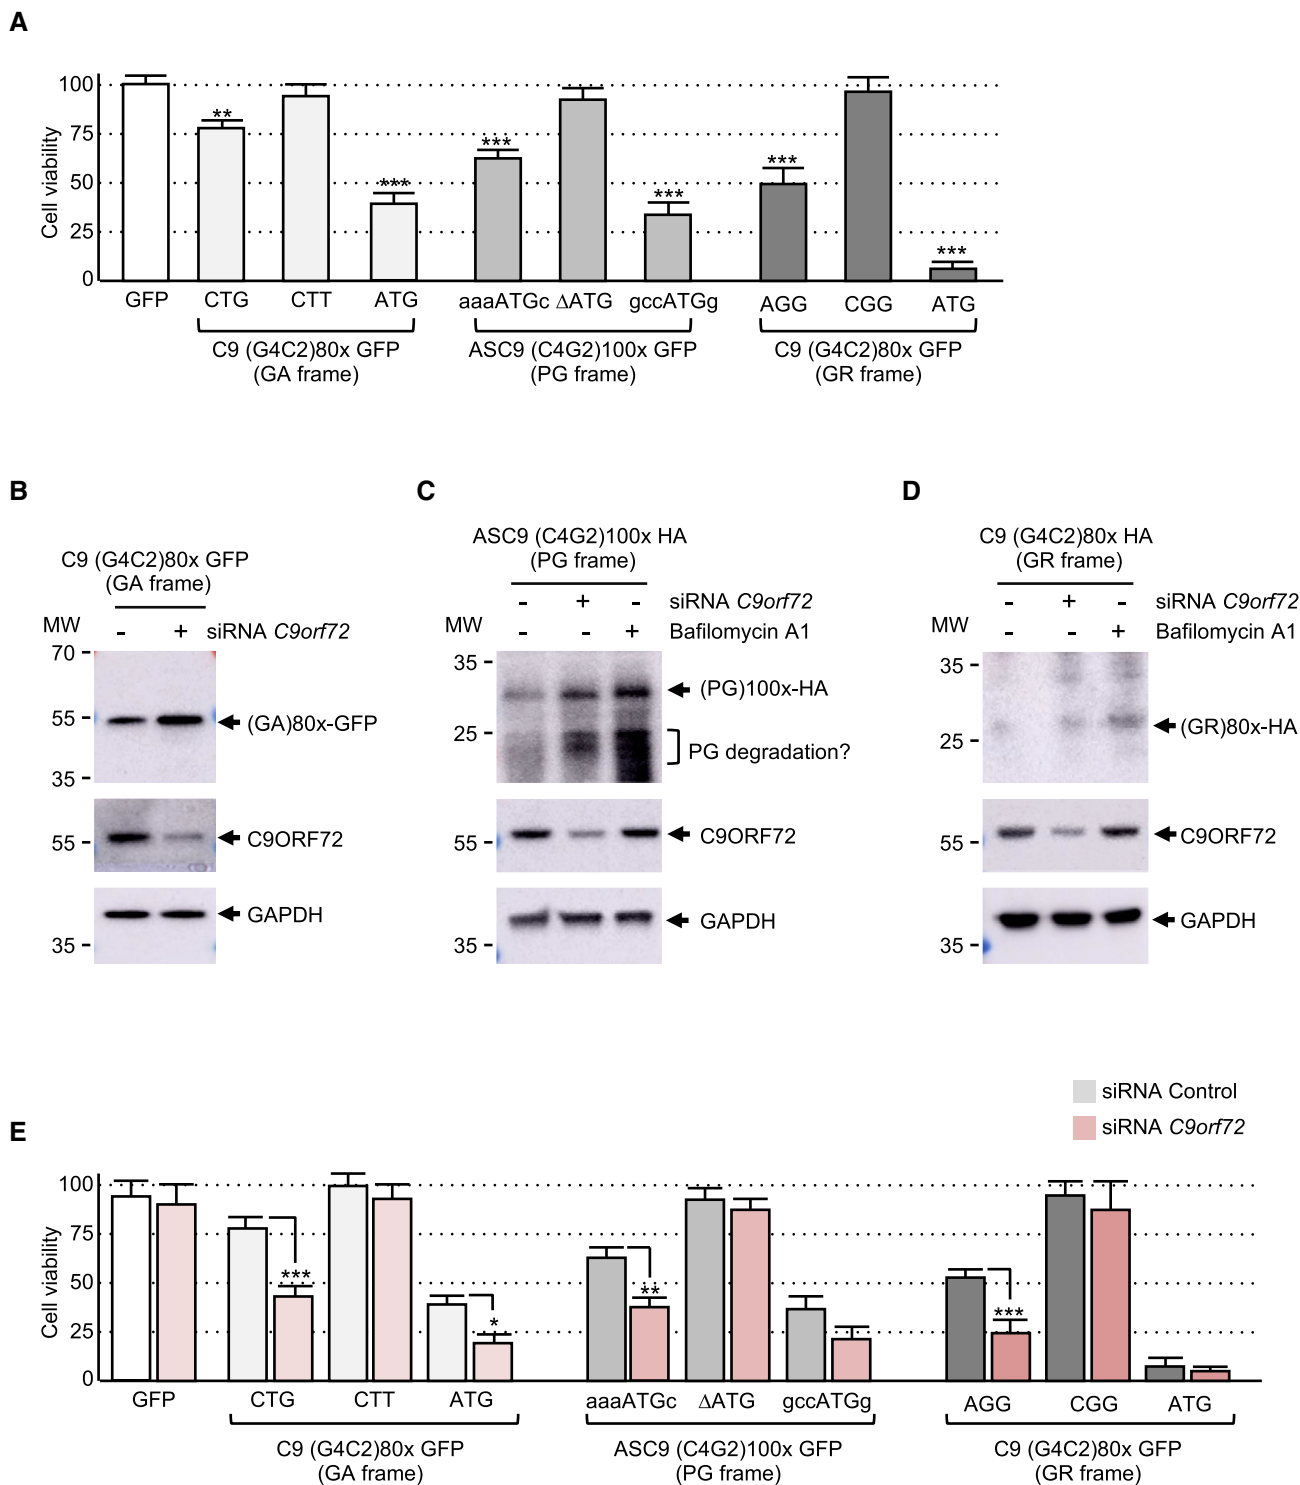 A
Cell viability
100
75
50
25
0
**
***
***
***
***
***
GFP
CTG
CTT
ATG
aaaATGc
ΔATG
gccATGg
AGG
CGG
ATG
C9 (G4C2)80x GFP
(GA frame)
ASC9 (C4G2)100x GFP
(PG frame)
C9 (G4C2)80x GFP
(GR frame)
B
C9 (G4C2)80x GFP
(GA frame)
MW
- + siRNA C9orf72
70
55
35
(GA)80x-GFP
55
C9ORF72
GAPDH
35
C
ASC9 (C4G2)100x HA
(PG frame)
- + - siRNA C9orf72
MW
- - + Bafilomycin A1
35
(PG)100x-HA
25
PG degradation?
55
C9ORF72
GAPDH
35
D
C9 (G4C2)80x HA
(GR frame)
- + - siRNA C9orf72
MW
- - + Bafilomycin A1
35
(GR)80x-HA
25
55
C9ORF72
GAPDH
35
siRNA Control
siRNA C9orf72
E
Cell viability
100
75
50
25
0
***
*
**
***
GFP
CTG
CTT
ATG
aaaATGc
ΔATG
gccATGg
AGG
CGG
ATG
C9 (G4C2)80x GFP
(GA frame)
ASC9 (C4G2)100x GFP
(PG frame)
C9 (G4C2)80x GFP
(GR frame)